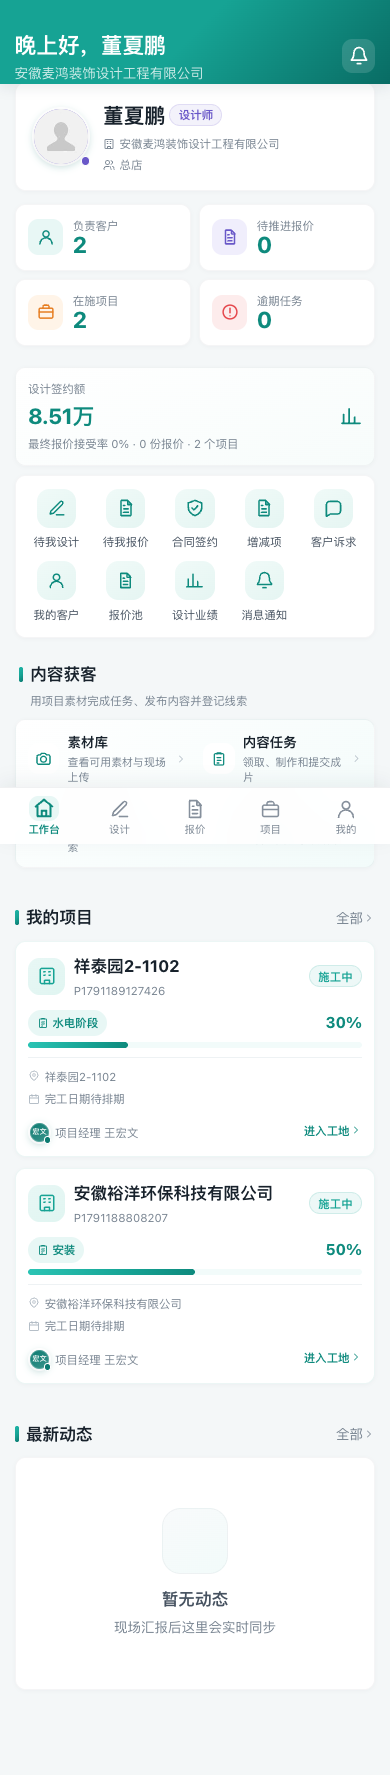 晚上好，董夏鹏
安徽麦鸿装饰设计工程有限公司
董夏鹏 设计师
安徽麦鸿装饰设计工程有限公司
总店
负责客户
2
待推进报价
0
在施项目
2
逾期任务
0
设计签约额
8.51万
最终报价接受率 0% · 0 份报价 · 2 个项目
待我设计 待我报价 合同签约 增减项 客户诉求
我的客户 报价池 设计业绩 消息通知
内容获客
用项目素材完成任务、发布内容并登记线索
素材库
查看可用素材与现场
上传
内容任务
领取、制作和提交成
片
工作台 设计 报价 项目 我的
索
我的项目 全部
祥泰园2-1102
P1791189127426
施工中
水电阶段 30%
祥泰园2-1102
完工日期待排期
宏文 项目经理 王宏文 进入工地
安徽裕洋环保科技有限公司
P1791188808207
施工中
安装 50%
安徽裕洋环保科技有限公司
完工日期待排期
宏文 项目经理 王宏文 进入工地
最新动态 全部
暂无动态
现场汇报后这里会实时同步